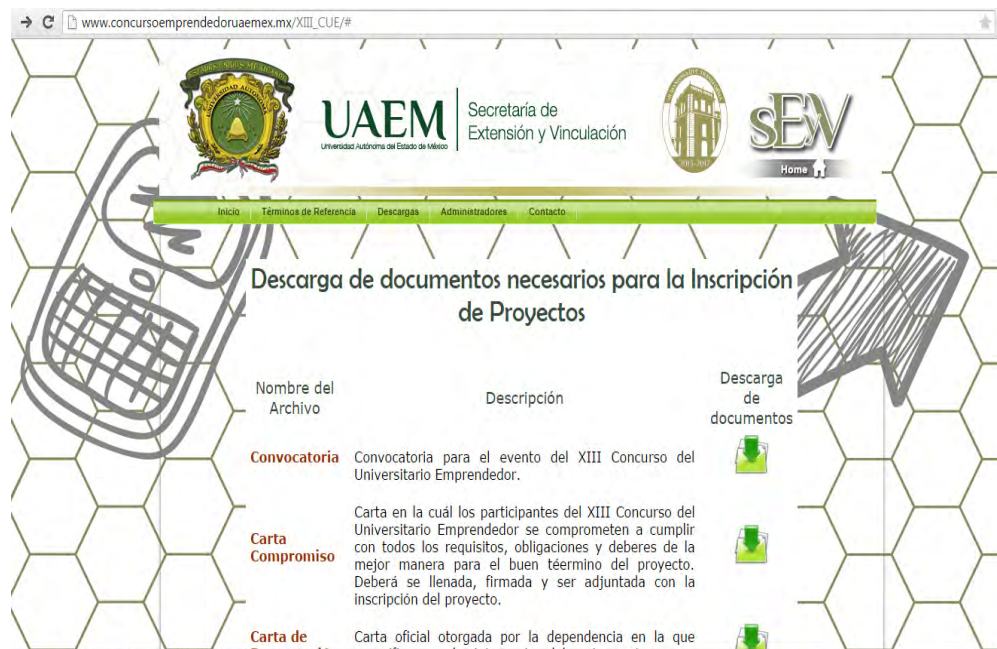 www.concursoemprendedoruaemex.mx/XIII_CUE/#
UAEM
Universidad Autónoma del Estado de México
Secretaría de
Extensión y Vinculación
2013-2017
SEW
Home
Inicio Términos de Referencia Descargas Administradores Contacto
Descarga de documentos necesarios para la Inscripción
de Proyectos
Nombre del
Archivo
Descripción
Descarga
de
documentos
Convocatoria
Convocatoria para el evento del XIII Concurso del
Universitario Emprendedor.
Carta
Compromiso
Carta en la cuál los participantes del XIII Concurso del
Universitario Emprendedor se comprometen a cumplir
con todos los requisitos, obligaciones y deberes de la
mejor manera para el buen téermino del proyecto.
Deberá se llenada, firmada y ser adjuntada con la
inscripción del proyecto.
Carta de
Carta oficial otorgada por la dependencia en la que